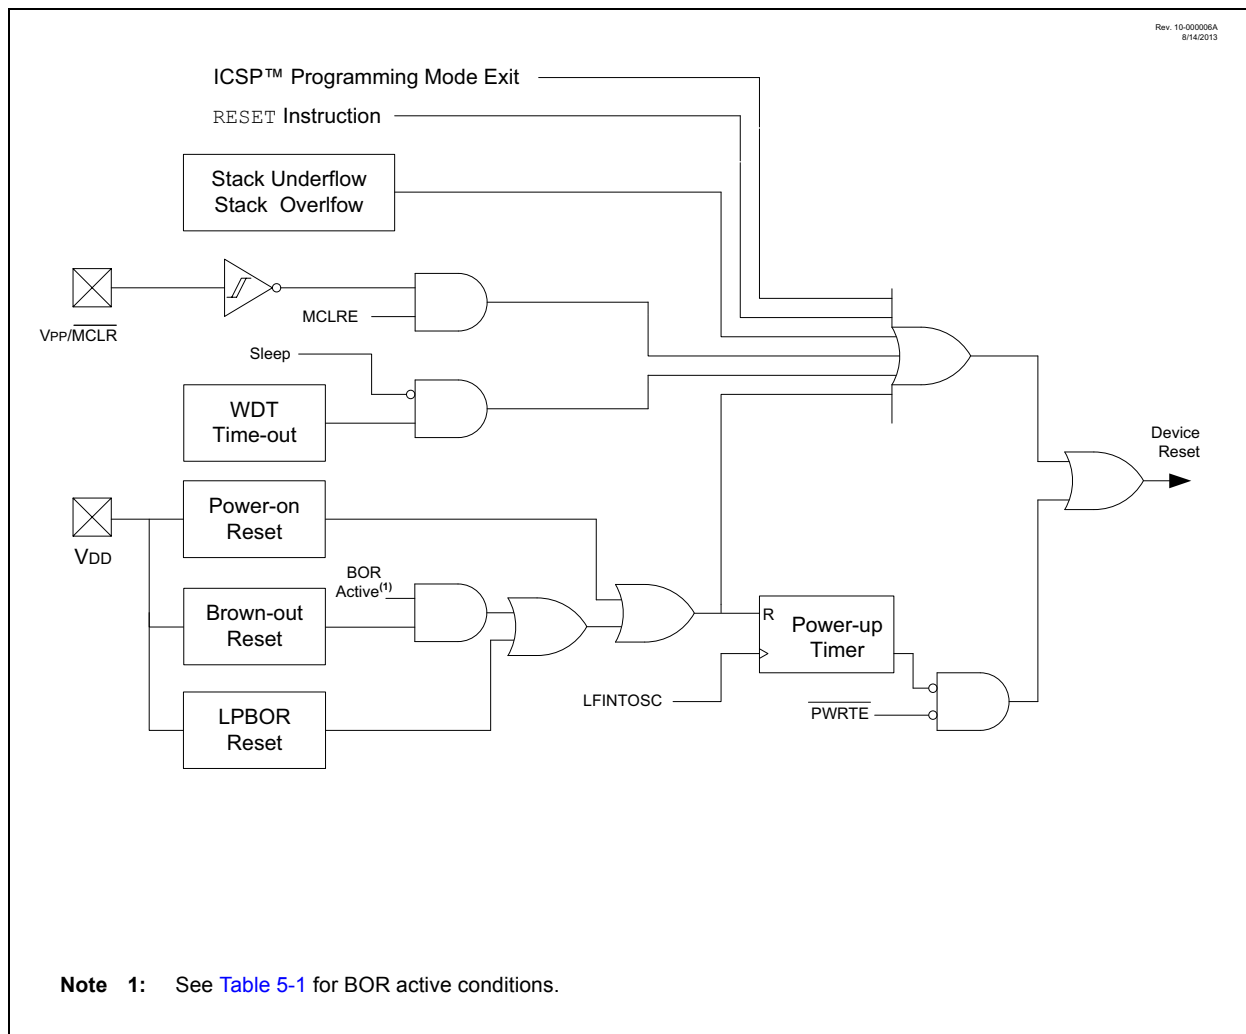 Rev. 10-000006A
8/14/2013
ICSP™ Programming Mode Exit
RESET Instruction
Stack Underflow
Stack Overlfow
VPP/MCLR
MCLRE
Sleep
WDT
Time-out
Device
Reset
VDD
Power-on
Reset
BOR
Active(1)
Brown-out
Reset
R
Power-up
Timer
LFINTOSC
PWRTE
LPBOR
Reset
Note 1: See Table 5-1 for BOR active conditions.